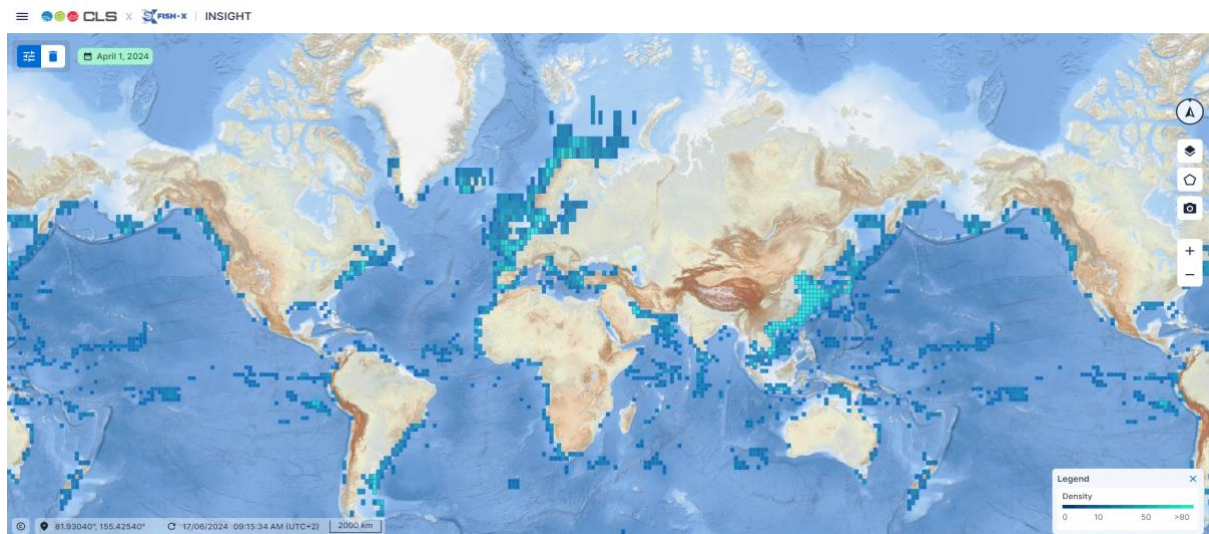 CLS x FISH-X | INSIGHT
April 1, 2024
Legend
Density
0 10 50 >80
81.93040°, 155.42540° 17/06/2024 09:15:34 AM (UTC+2) 2000 km